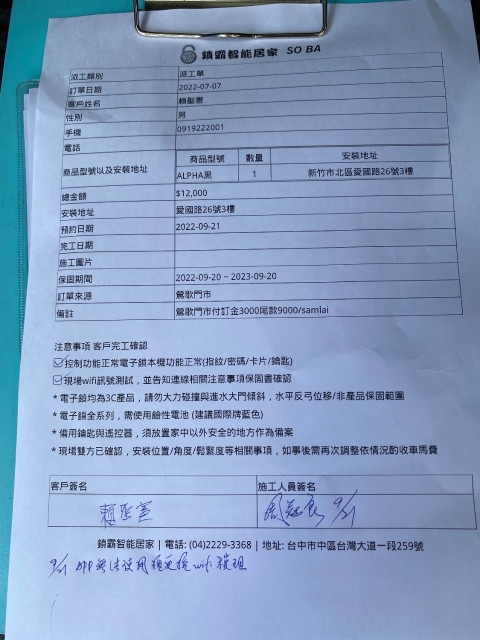 鎖霸智能居家 SO BA
派工類別 派工單
訂單日期 2022-07-07
客戶姓名 賴聖憲
性別 男
手機 0919222001
電話
商品型號以及安裝地址 商品型號 數量 安裝地址
ALPHA黑 1 新竹市北區愛國路26號3樓
總金額 $12,000
安裝地址 愛國路26號3樓
預約日期 2022-09-21
完工日期
施工圖片
保固期間 2022-09-20 ~ 2023-09-20
訂單來源 鶯歌門市
備註 鶯歌門市付訂金3000尾款9000/samlai
注意事項 客戶完工確認
☑控制功能正常電子鎖本機功能正常(指紋/密碼/卡片/鑰匙)
☑現場wifi訊號測試，並告知連線相關注意事項保固書確認
* 電子鎖均為3C產品，請勿大力碰撞與進水大門傾斜，水平反弓位移/非產品保固範圍
* 電子鎖全系列，需使用鹼性電池 (建議國際牌藍色)
* 備用鑰匙與遙控器，須放置家中以外安全的地方作為備案
* 現場雙方已確認，安裝位置/角度/鬆緊度等相關事項，如事後需再次調整依情況酌收車馬費
客戶簽名 施工人員簽名
賴聖憲 9/21
鎖霸智能居家 | 電話: (04)2229-3368 | 地址: 台中市中區台灣大道一段259號
9/21 APP無法使用 wifi